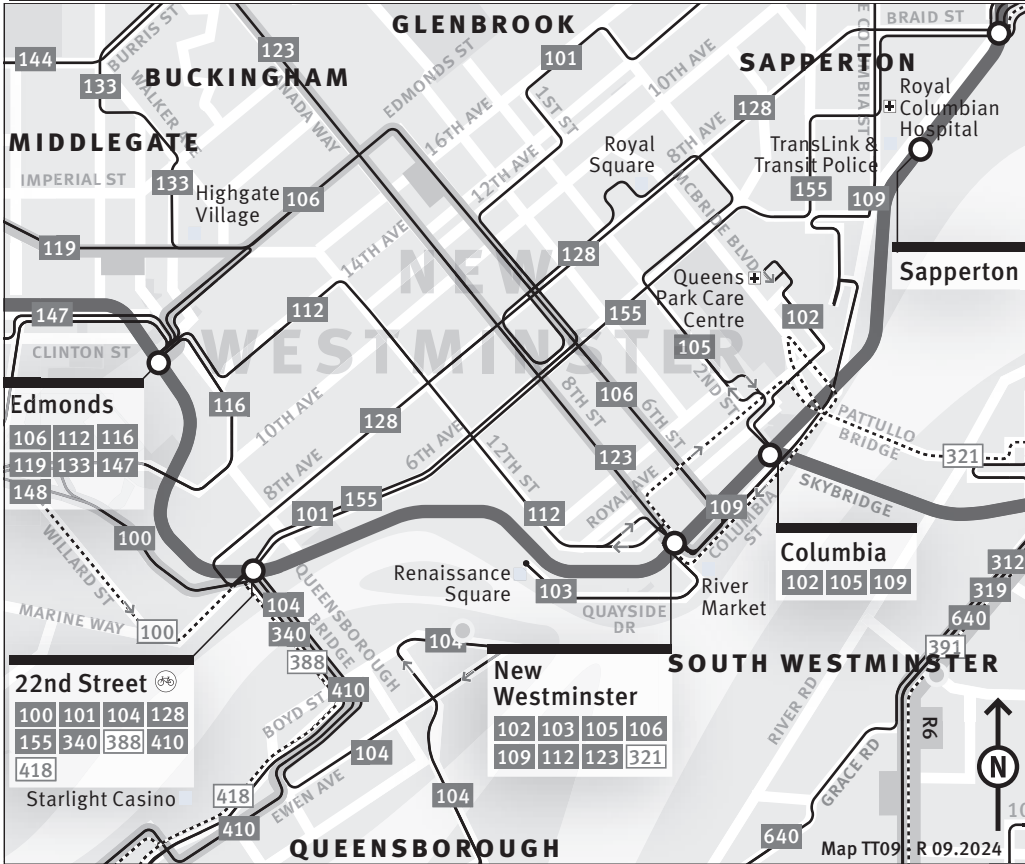 GLENBROOK
BRAID ST
BURRIS ST
123
EDMONDS ST
101
E COLUMBIA ST
144
133
BUCKINGHAM
WALKER AVE
CANADA WAY
16TH AVE
1ST ST
10TH AVE
SAPPERTON
Royal
Columbian
Hospital
128
MIDDLEGATE
12TH AVE
Royal
Square
8TH AVE
TransLink &
Transit Police
IMPERIAL ST
133
Highgate
Village
106
MCBRIDE BLVD
155
109
119
14TH AVE
128
Sapperton
NEW
WESTMINSTER
Queens
Park Care
Centre
147
112
155
102
CLINTON ST
105
Edmonds
106 112 116
119 133 147
148
116
10TH AVE
128
8TH ST
106
6TH ST
2ND ST
PATTULLO
BRIDGE
321
8TH AVE
6TH AVE
12TH ST
123
ROYAL AVE
SKYBRIDGE
101
155
112
109
COLUMBIA
ST
100
WILLARD ST
Columbia
102 105 109
312
319
640
391
Renaissance
Square
103
River
Market
QUAYSIDE
DR
MARINE WAY
100
104
340
388
410
QUEENSBOROUGH
BRIDGE
104
SOUTH WESTMINSTER
22nd Street
100 101 104 128
155 340 388 410
418
New
Westminster
102 103 105 106
109 112 123 321
BOYD ST
RIVER RD
R6
104
GRACE RD
N
Starlight Casino
418
EWEN AVE
104
410
640
10
QUEENSBOROUGH
Map TT09 R 09.2024